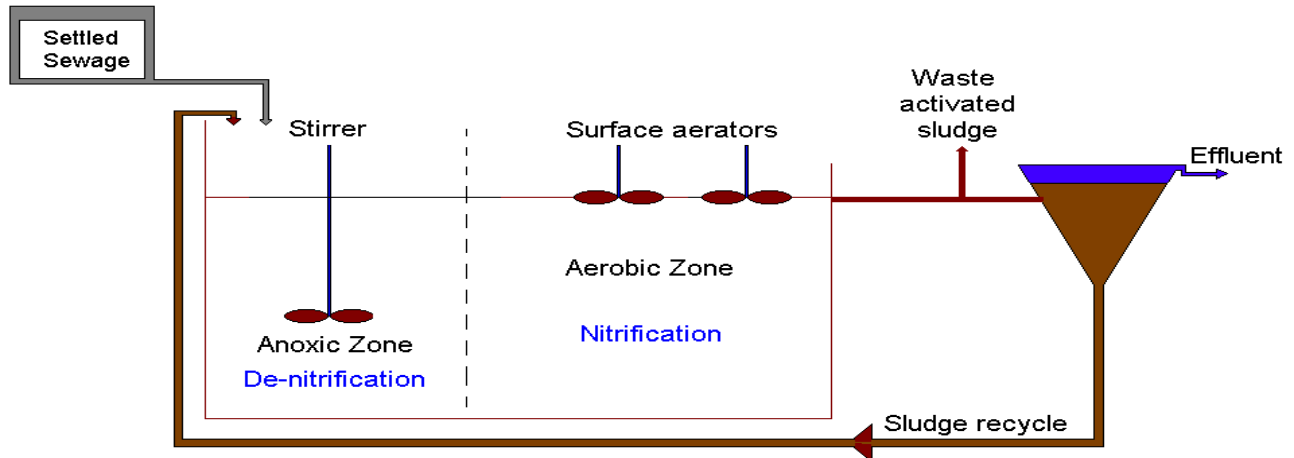 Settled
Sewage
Stirrer
Surface aerators
Waste
activated
sludge
Effluent
Aerobic Zone
Nitrification
Anoxic Zone
De-nitrification
Sludge recycle